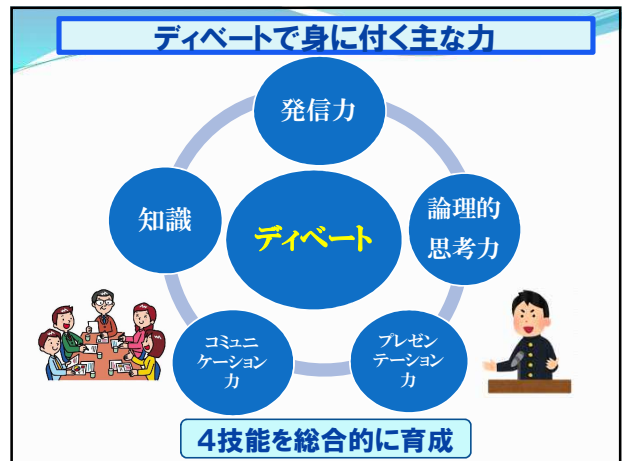 ディベートで身に付く主な力
発信力
知識
ディベート
論理的
思考力
コミュニ
ケーション
力
プレゼン
テーション
力
４技能を総合的に育成